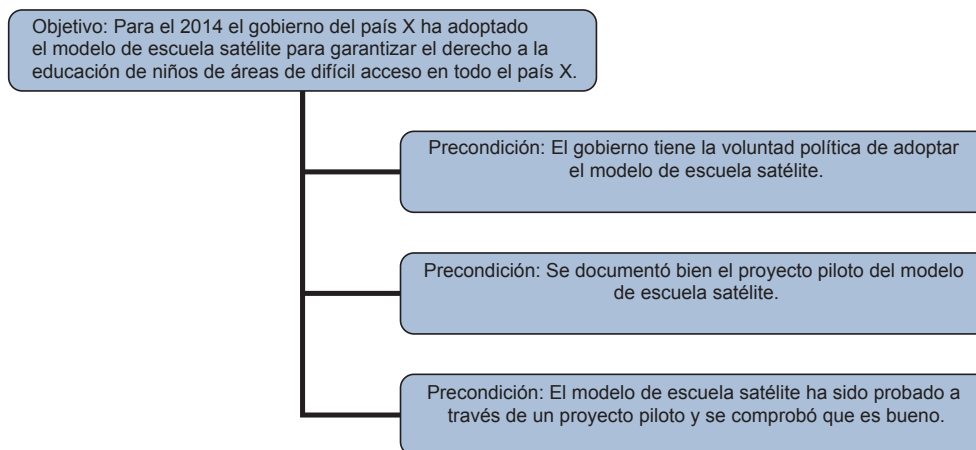 Objetivo: Para el 2014 el gobierno del país X ha adoptado
el modelo de escuela satélite para garantizar el derecho a la
educación de niños de áreas de difícil acceso en todo el país X.
Precondición: El gobierno tiene la voluntad política de adoptar
el modelo de escuela satélite.
Precondición: Se documentó bien el proyecto piloto del modelo
de escuela satélite.
Precondición: El modelo de escuela satélite ha sido probado a
través de un proyecto piloto y se comprobó que es bueno.